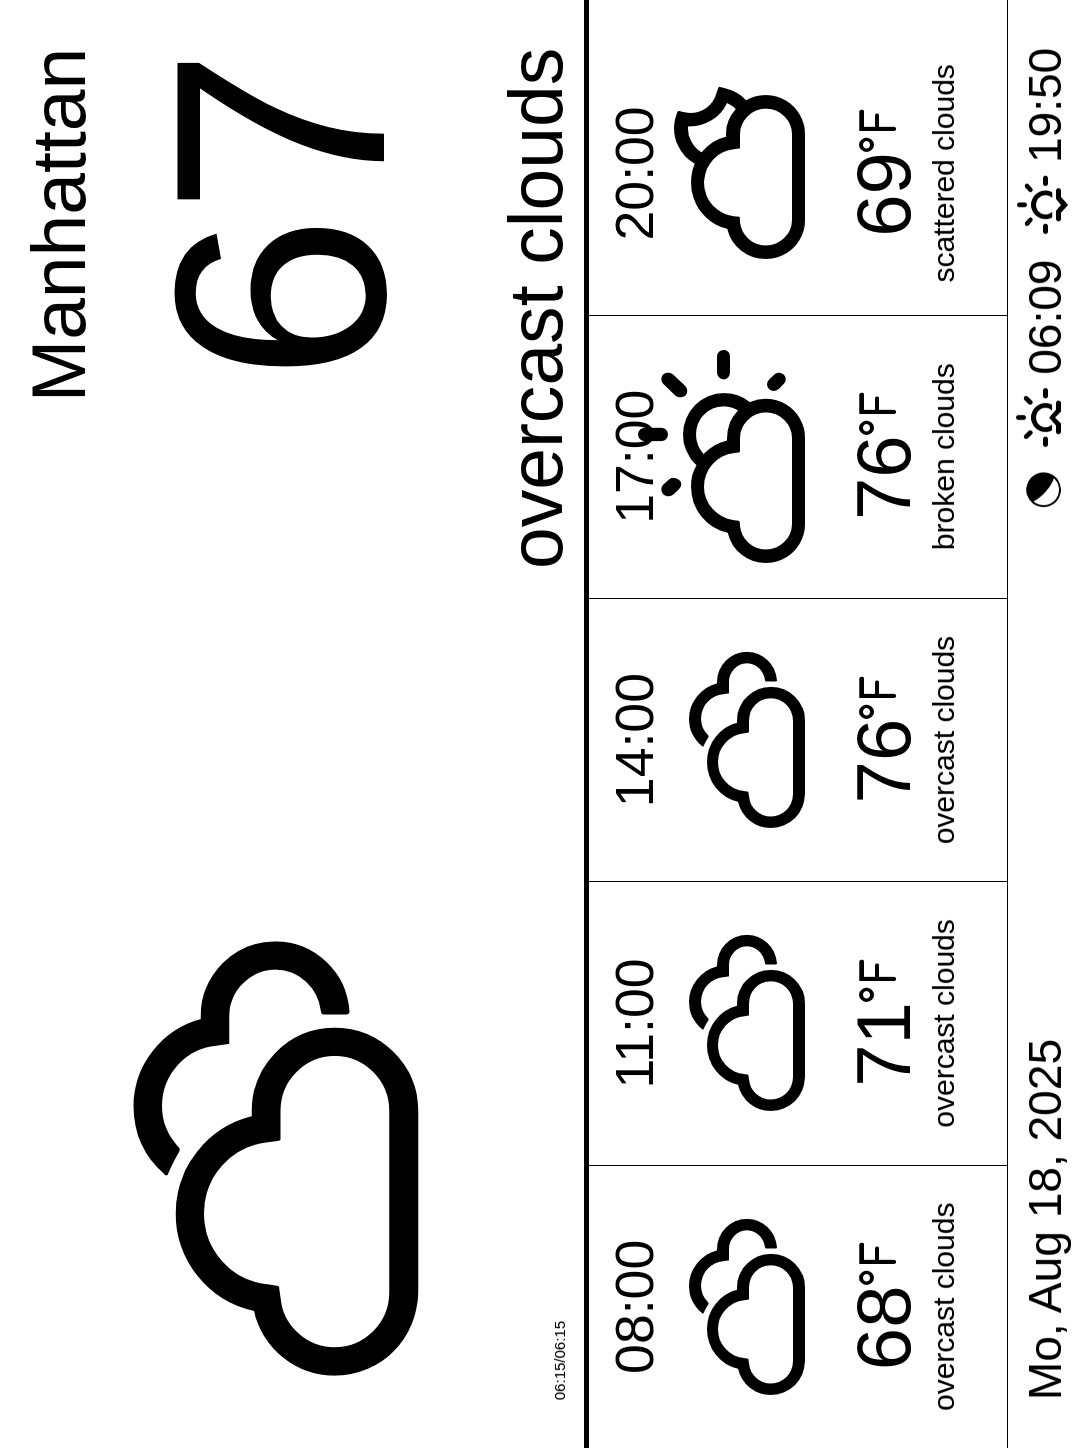 Manhattan
67
overcast clouds
06:15/06:15
08:00
68°F
overcast clouds
11:00
71°F
overcast clouds
14:00
76°F
overcast clouds
17:00
76°F
broken clouds
20:00
69°F
scattered clouds
Mo, Aug 18, 2025
06:09
19:50